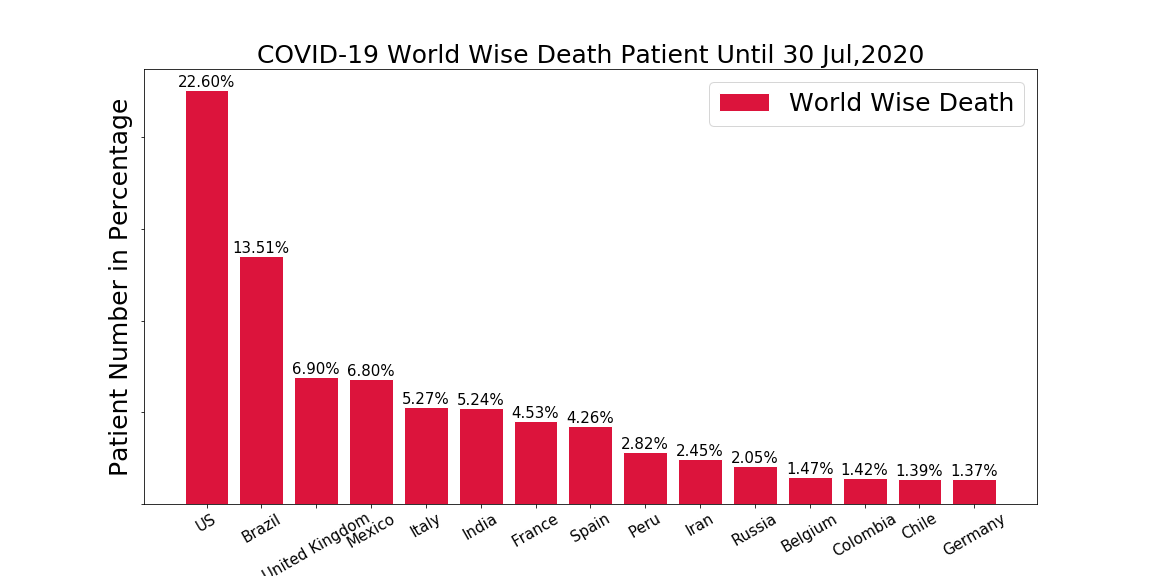 COVID-19 World Wise Death Patient Until 30 Jul,2020
World Wise Death
Patient Number in Percentage
22.60%
13.51%
6.90%
6.80%
5.27%
5.24%
4.53%
4.26%
2.82%
2.45%
2.05%
1.47%
1.42%
1.39%
1.37%
US
Brazil
United Kingdom
Mexico
Italy
India
France
Spain
Peru
Iran
Russia
Belgium
Colombia
Chile
Germany